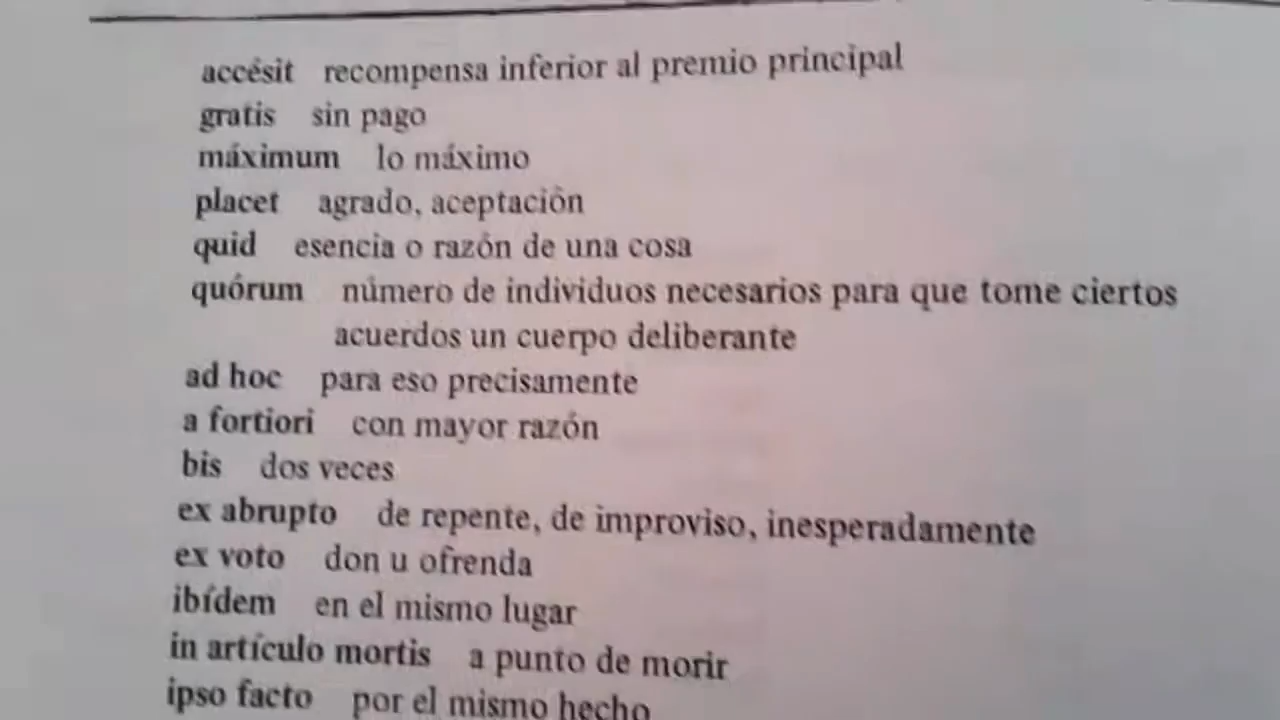 accésit recompensa inferior al premio principal
gratis sin pago
máximum lo máximo
placet agrado, aceptación
quid esencia o razón de una cosa
quórum número de individuos necesarios para que tome ciertos
acuerdos un cuerpo deliberante
ad hoc para eso precisamente
a fortiori con mayor razón
bis dos veces
ex abrupto de repente, de improviso, inesperadamente
ex voto don u ofrenda
ibídem en el mismo lugar
in artículo mortis a punto de morir
ipso facto por el mismo hecho